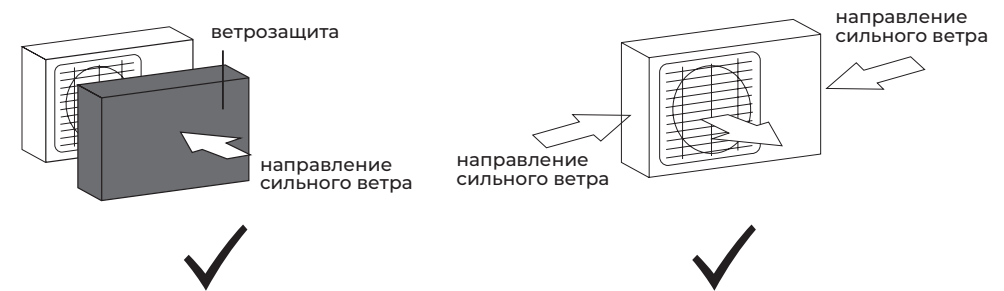 ветрозащита
направление
сильного ветра
направление
сильного ветра
направление
сильного ветра